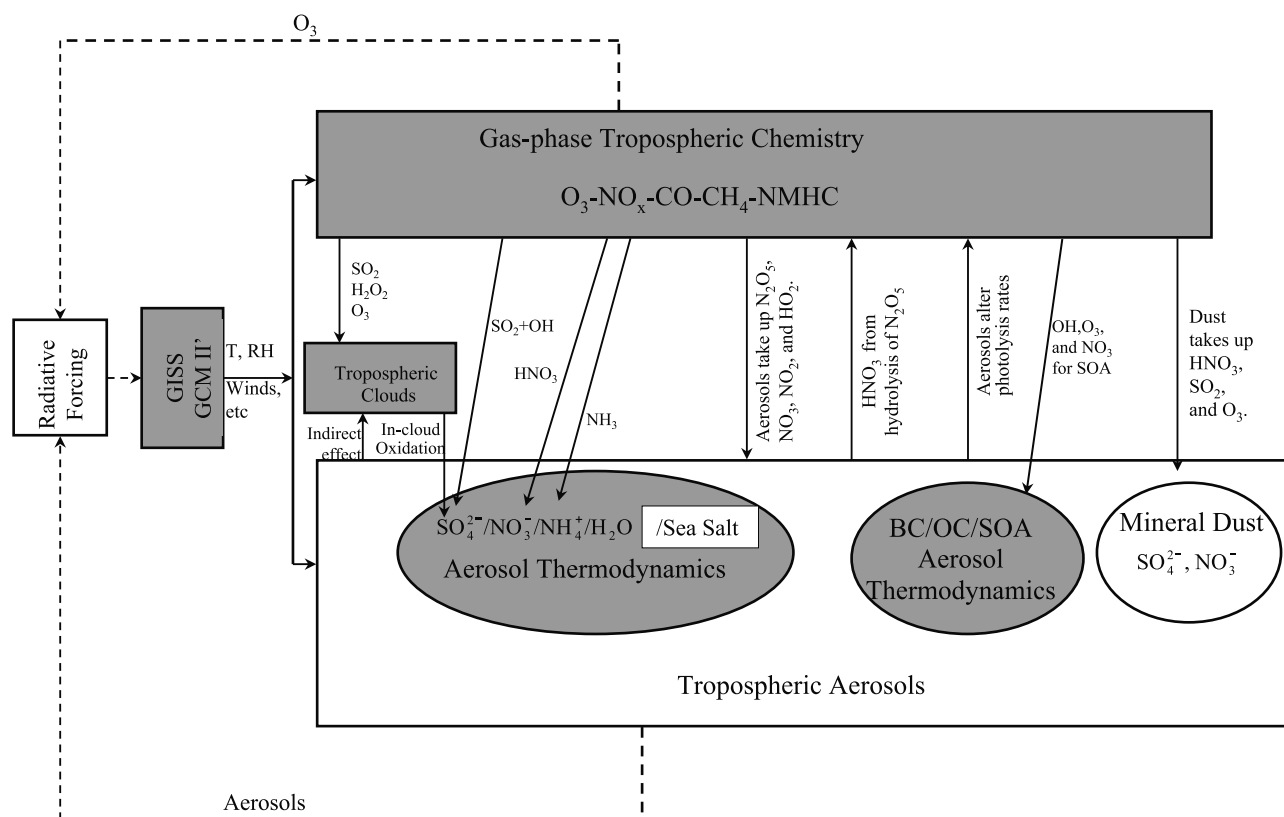 O₃
Gas-phase Tropospheric Chemistry
O₃-NOₓ-CO-CH₄-NMHC
SO₂
H₂O₂
O₃
SO₂+OH
HNO₃
NH₃
Aerosols take up N₂O₅,
NO₃, NO₂, and HO₂.
HNO₃ from
hydrolysis of N₂O₅
Aerosols alter
photolysis rates
OH,O₃,
and NO₃
for SOA
Dust
takes up
HNO₃,
SO₂,
and O₃.
Radiative
Forcing
GISS
GCM II'
T, RH
Winds,
etc
Tropospheric
Clouds
Indirect
effect
In-cloud
Oxidation
SO₄²⁻/NO₃⁻/NH₄⁺/H₂O /Sea Salt
Aerosol Thermodynamics
BC/OC/SOA
Aerosol
Thermodynamics
Mineral Dust
SO₄²⁻, NO₃⁻
Tropospheric Aerosols
Aerosols